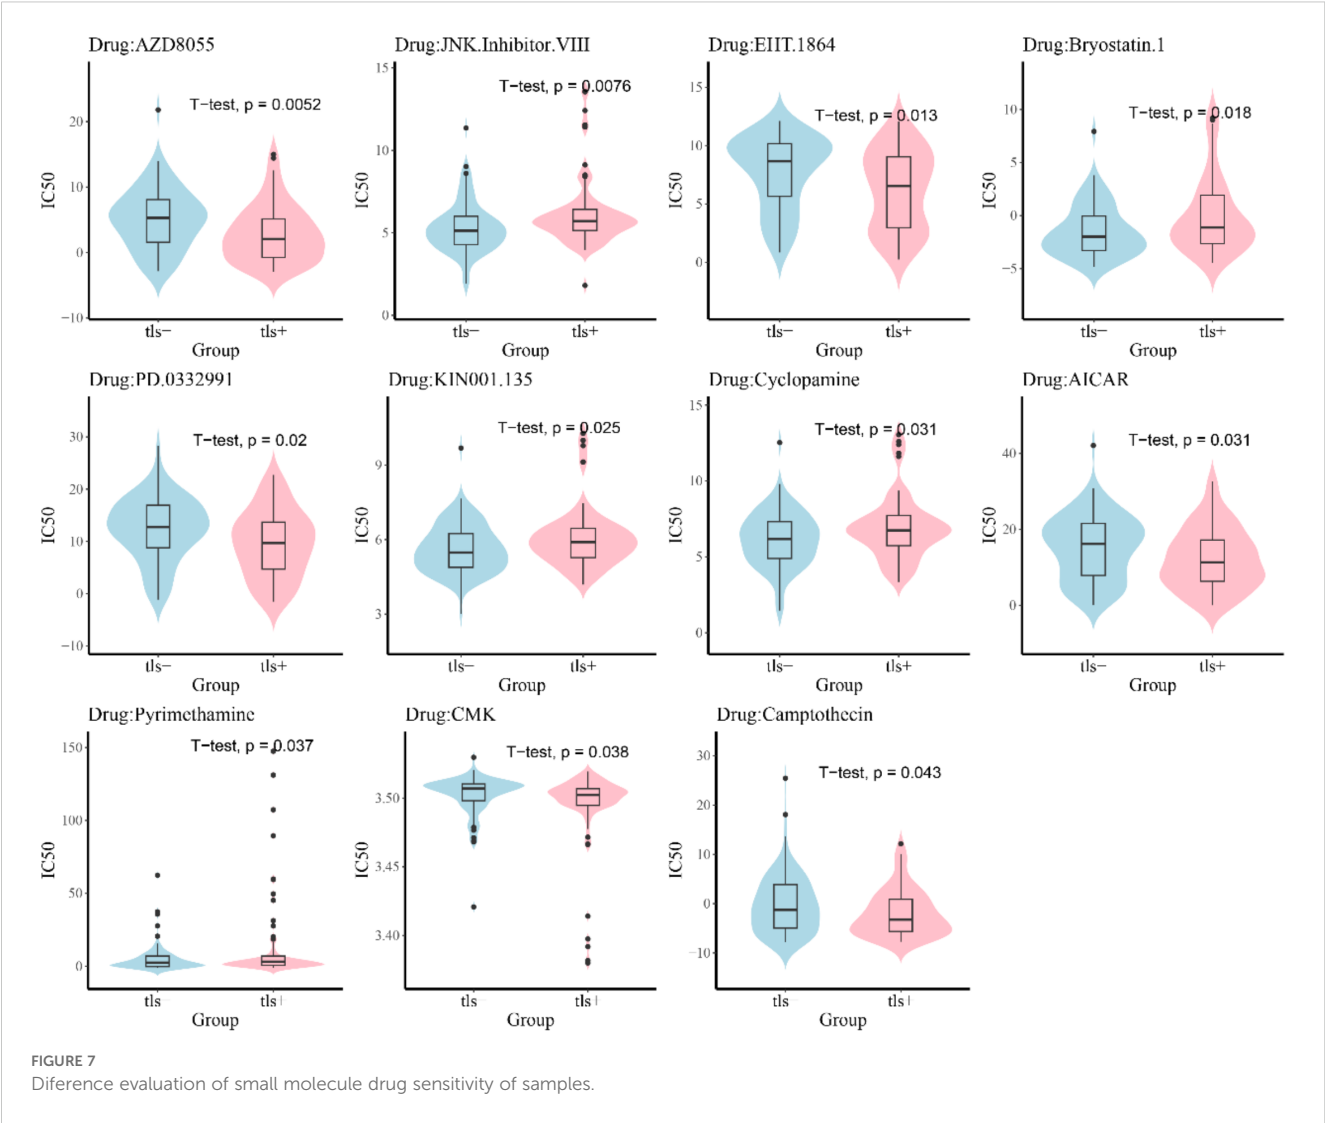 Drug:AZD8055
T-test, p = 0.0052
IC50
20
10
0
−10
tls− tls+
Group
Drug:JNK.Inhibitor.VIII
T-test, p = 0.0076
IC50
15
10
5
0
tls− tls+
Group
Drug:EHT.1864
T-test, p = 0.013
IC50
15
10
5
0
tls− tls+
Group
Drug:Bryostatin.1
T-test, p = 0.018
IC50
10
5
0
−5
tls− tls+
Group
Drug:PD.0332991
T-test, p = 0.02
IC50
30
20
10
0
−10
tls− tls+
Group
Drug:KIN001.135
T-test, p = 0.025
IC50
9
6
3
tls− tls+
Group
Drug:Cyclopamine
T-test, p = 0.031
IC50
15
10
5
0
tls− tls+
Group
Drug:AICAR
T-test, p = 0.031
IC50
40
20
0
tls− tls+
Group
Drug:Pyrimethamine
T-test, p = 0.037
IC50
150
100
50
0
tls tls+
Group
Drug:CMK
T-test, p = 0.038
IC50
3.50
3.45
3.40
tls tls+
Group
Drug:Camptothecin
T-test, p = 0.043
IC50
30
20
10
0
−10
tls tls+
Group
FIGURE 7
Diference evaluation of small molecule drug sensitivity of samples.